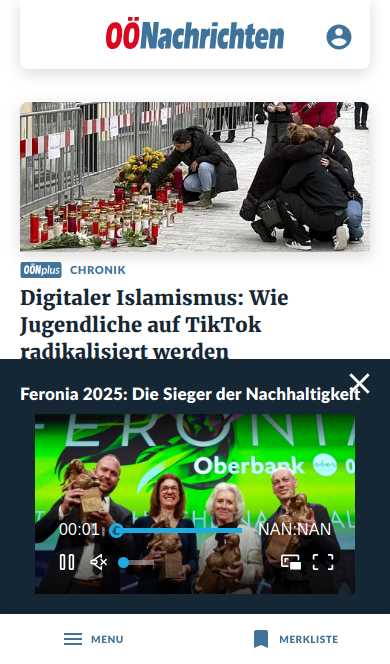 OÖNachrichten
OÖNplus CHRONIK
Digitaler Islamismus: Wie
Jugendliche auf TikTok
radikalisiert werden
Feronia 2025: Die Sieger der Nachhaltigkeit
FERONIA
Oberbank
00:01
NAN:NAN
MENU
MERKLISTE